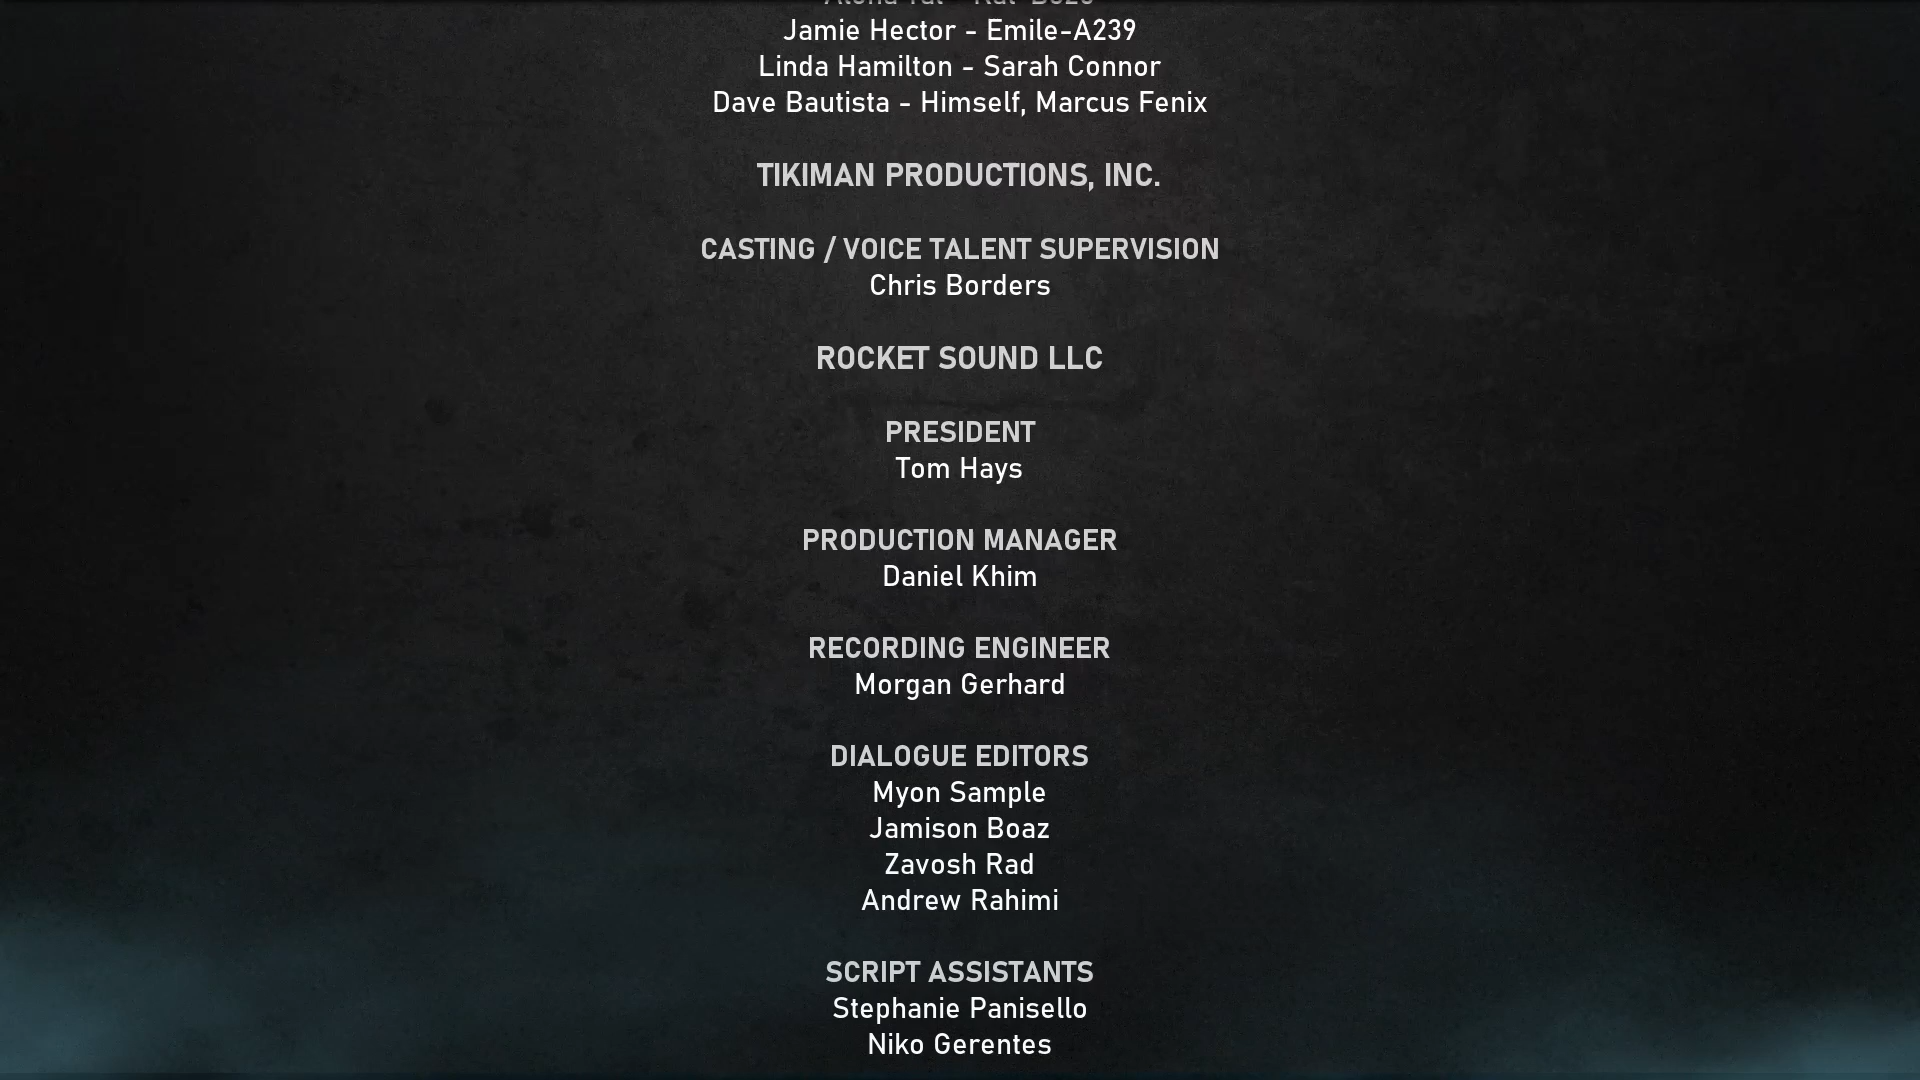 Jamie Hector - Emile-A239
Linda Hamilton - Sarah Connor
Dave Bautista - Himself, Marcus Fenix
TIKIMAN PRODUCTIONS, INC.
CASTING / VOICE TALENT SUPERVISION
Chris Borders
ROCKET SOUND LLC
PRESIDENT
Tom Hays
PRODUCTION MANAGER
Daniel Khim
RECORDING ENGINEER
Morgan Gerhard
DIALOGUE EDITORS
Myon Sample
Jamison Boaz
Zavosh Rad
Andrew Rahimi
SCRIPT ASSISTANTS
Stephanie Panisello
Niko Gerentes